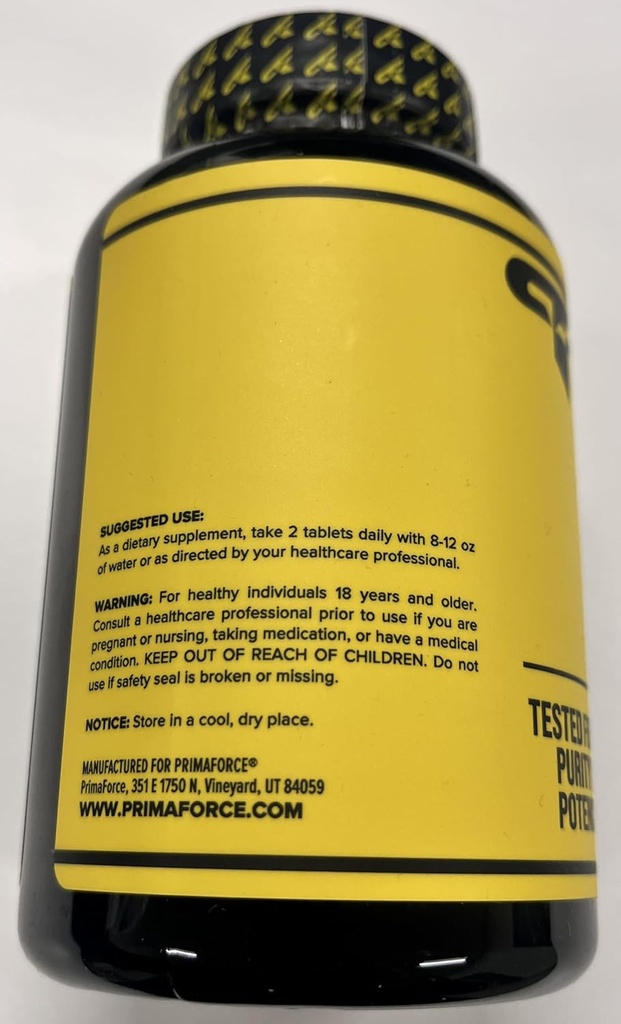 SUGGESTED USE:
As a dietary supplement, take 2 tablets daily with 8-12 oz
of water or as directed by your healthcare professional.
WARNING: For healthy individuals 18 years and older.
Consult a healthcare professional prior to use if you are
pregnant or nursing, taking medication, or have a medical
condition. KEEP OUT OF REACH OF CHILDREN. Do not
use if safety seal is broken or missing.
NOTICE: Store in a cool, dry place.
MANUFACTURED FOR PRIMAFORCE®
PrimaForce, 351 E 1750 N, Vineyard, UT 84059
WWW.PRIMAFORCE.COM
TESTED